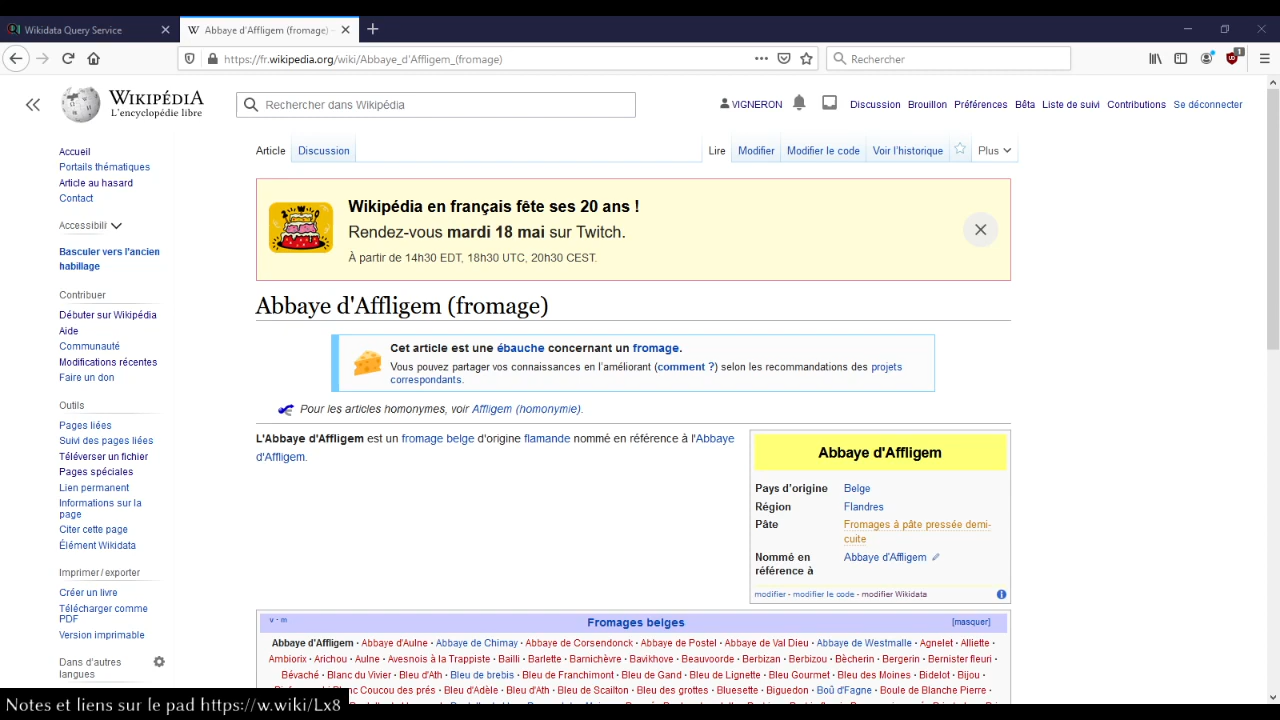 Wikidata Query Service
Abbaye d'Affligem (fromage) -
https://fr.wikipedia.org/wiki/Abbaye_d'Affligem_(fromage)
Rechercher
1
WIKIPÉDIA
L'encyclopédie libre
Rechercher dans Wikipédia
VIGNERON
Discussion Brouillon Préférences Bêta Liste de suivi Contributions Se déconnecter
Accueil
Portails thématiques
Article au hasard
Contact
Accessibilité
Basculer vers l'ancien
habillage
Contribuer
Débuter sur Wikipédia
Aide
Communauté
Modifications récentes
Faire un don
Outils
Pages liées
Suivi des pages liées
Téléverser un fichier
Pages spéciales
Lien permanent
Informations sur la
page
Citer cette page
Élément Wikidata
Imprimer / exporter
Créer un livre
Télécharger comme
PDF
Version imprimable
Dans d'autres
langues
Article Discussion Lire Modifier Modifier le code Voir l'historique Plus
Wikipédia en français fête ses 20 ans !
Rendez-vous mardi 18 mai sur Twitch.
À partir de 14h30 EDT, 18h30 UTC, 20h30 CEST.
Abbaye d'Affligem (fromage)
Cet article est une ébauche concernant un fromage.
Vous pouvez partager vos connaissances en l'améliorant (comment ?) selon les recommandations des projets
correspondants.
Pour les articles homonymes, voir Affligem (homonymie).
L'Abbaye d'Affligem est un fromage belge d'origine flamande nommé en référence à l'Abbaye
d'Affligem.
Abbaye d'Affligem
Pays d'origine Belge
Région Flandres
Pâte Fromages à pâte pressée demi-
cuite
Nommé en Abbaye d'Affligem
référence à
modifier - modifier le code - modifier Wikidata
v · m Fromages belges [masquer]
Abbaye d'Affligem · Abbaye d'Aulne · Abbaye de Chimay · Abbaye de Corsendonck · Abbaye de Postel · Abbaye de Val Dieu · Abbaye de Westmalle · Agnelet · Alliette ·
Ambiorix · Arichou · Aulne · Avesnois à la Trappiste · Bailli · Barlette · Barnichèvre · Bavikhove · Beauvoorde · Berbizan · Berbizou · Bècherin · Bergerin · Bernister fleuri ·
Bévaché · Blanc du Vivier · Bleu d'Ath · Bleu de brebis · Bleu de Franchimont · Bleu de Gand · Bleu de Lignette · Bleu Gourmet · Bleu des Moines · Bidelot · Bijou ·
Blanc Coucou des prés · Bleu d'Adèle · Bleu d'Ath · Bleu de Scailton · Bleu des grottes · Bluesette · Biguedon · Boû d'Fagne · Boule de Blanche Pierre ·
Notes et liens sur le pad https://w.wiki/Lx8